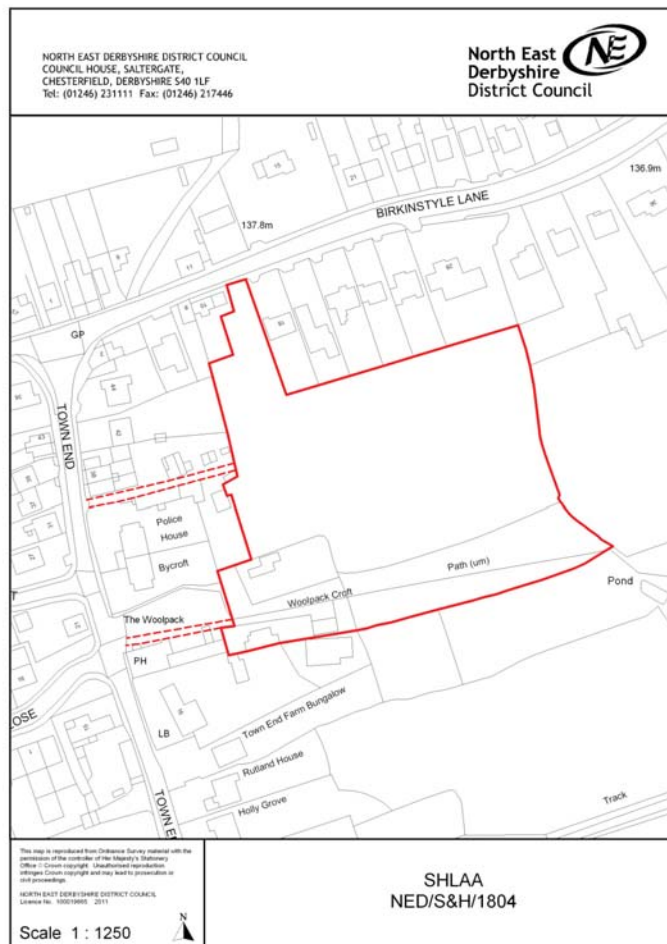 NORTH EAST DERBYSHIRE DISTRICT COUNCIL
COUNCIL HOUSE, SALTERGATE,
CHESTERFIELD, DERBYSHIRE S40 1LF
Tel: (01246) 231111 Fax: (01246) 217446
North East
Derbyshire
District Council
NE
136.9m
15
21
BIRKINSTYLE LANE
137.8m
11
GP
TOWN END
42
Police
House
Bycroft
Path (um)
Woolpack Croft
Pond
The Woolpack
PH
LB
Town End Farm Bungalow
Rutland House
Holly Grove
Track
This map is reproduced from Ordnance Survey material with the
permission of the controller of Her Majesty's Stationery
Office © Crown copyright. Unauthorised reproduction
infringes Crown copyright and may lead to prosecution or
civil proceedings.
NORTH EAST DERBYSHIRE DISTRICT COUNCIL
Licence No. 2011
N
Scale 1 : 1250
SHLAA
NED/S&H/1804